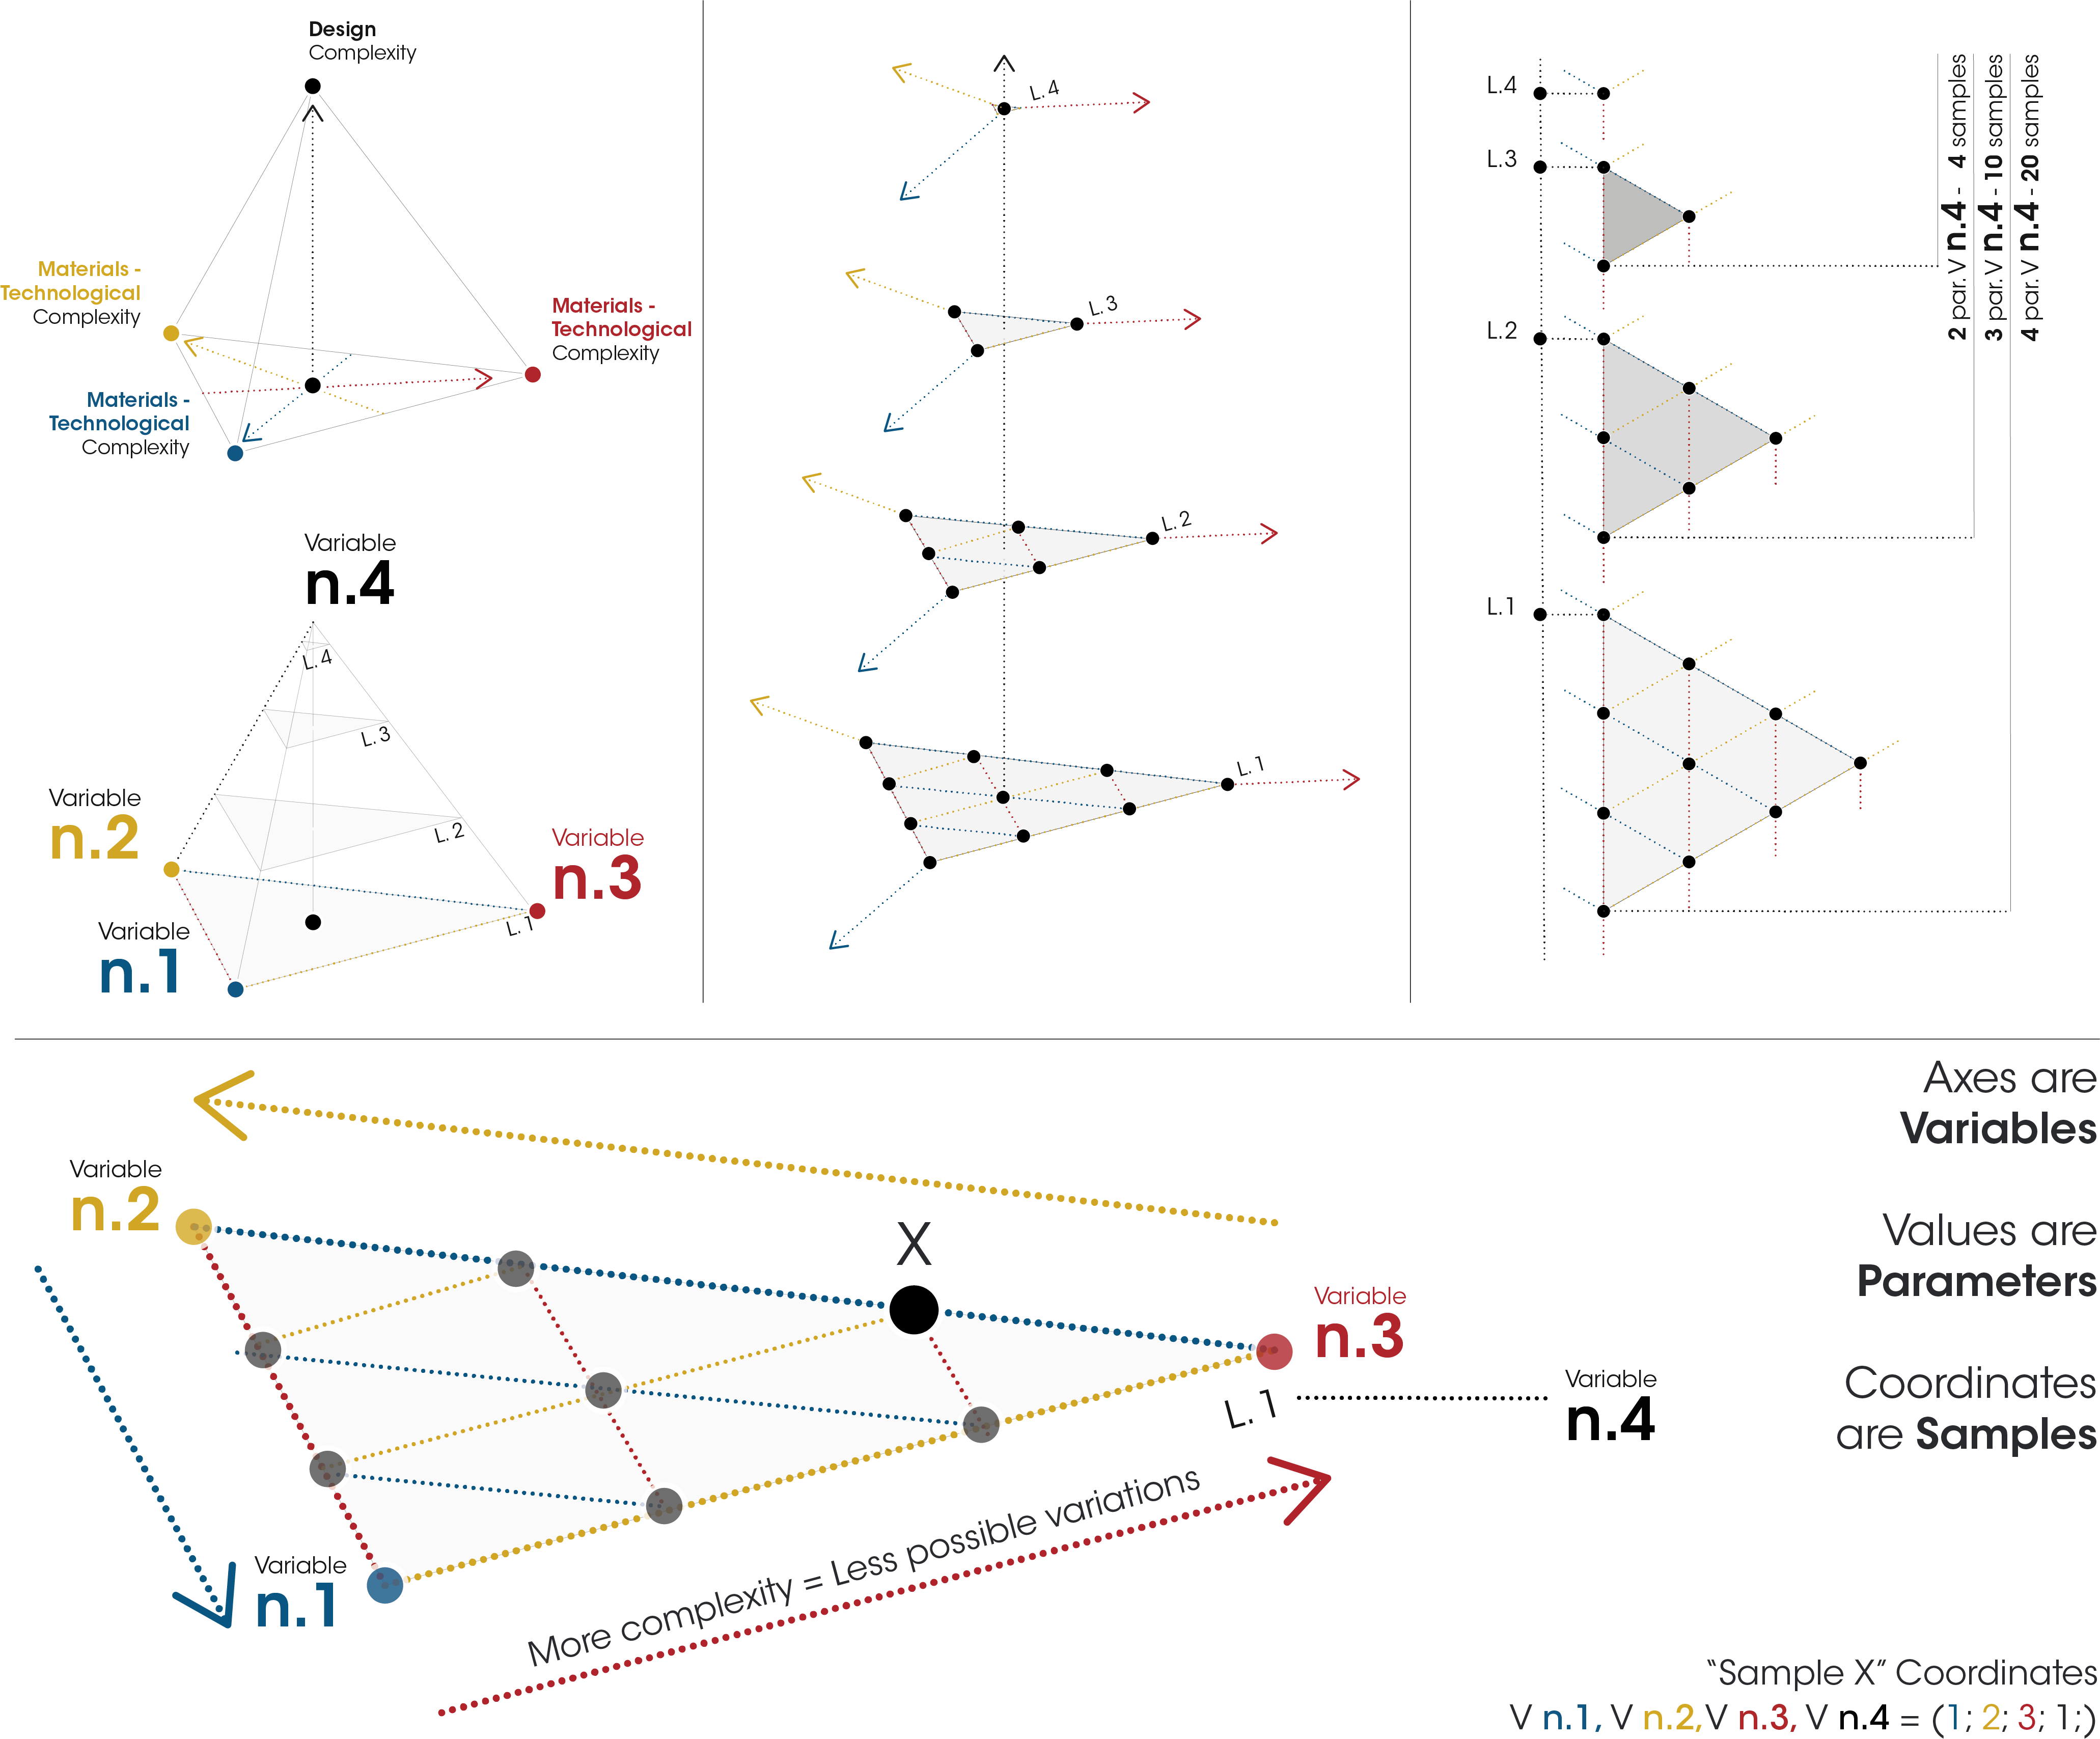 Design
Complexity
Materials -
Technological
Complexity
Materials -
Technological
Complexity
Materials -
Technological
Complexity
Variable
n.4
L. 4
L. 3
L. 2
L. 1
Variable
n.2
Variable
n.3
Variable
n.1
L. 4
L. 3
L. 2
L. 1
L.4
L.3
L.2
L.1
2 par. V n.4 - 4 samples
3 par. V n.4 - 10 samples
4 par. V n.4 - 20 samples
Axes are
Variables
Values are
Parameters
Coordinates
are Samples
Variable
n.2
X
Variable
n.3
L. 1
Variable
n.4
Variable
n.1
More complexity = Less possible variations
“Sample X” Coordinates
V n.1, V n.2, V n.3, V n.4 = (1; 2; 3; 1;)